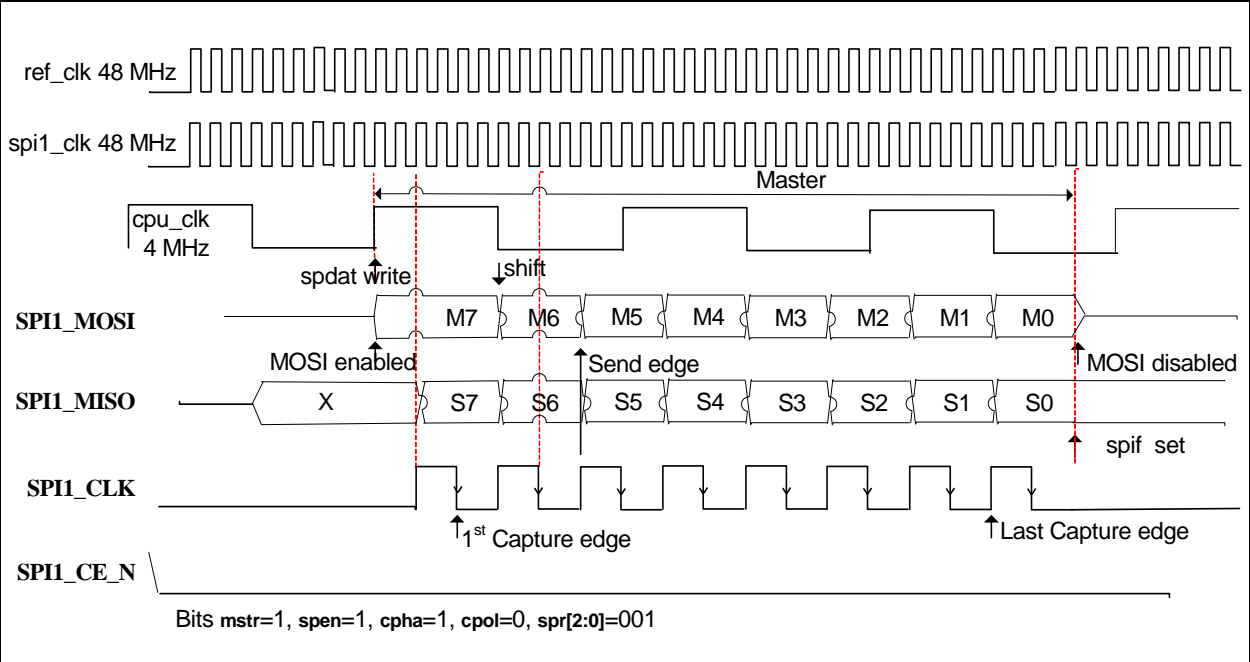 ref_clk 48 MHz
spi1_clk 48 MHz
Master
cpu_clk
4 MHz
spdat write
shift
SPI1_MOSI
M7 M6 M5 M4 M3 M2 M1 M0
MOSI enabled
Send edge
MOSI disabled
SPI1_MISO
X S7 S6 S5 S4 S3 S2 S1 S0
spif set
SPI1_CLK
1st Capture edge
Last Capture edge
SPI1_CE_N
Bits mstr=1, spen=1, cpha=1, cpol=0, spr[2:0]=001